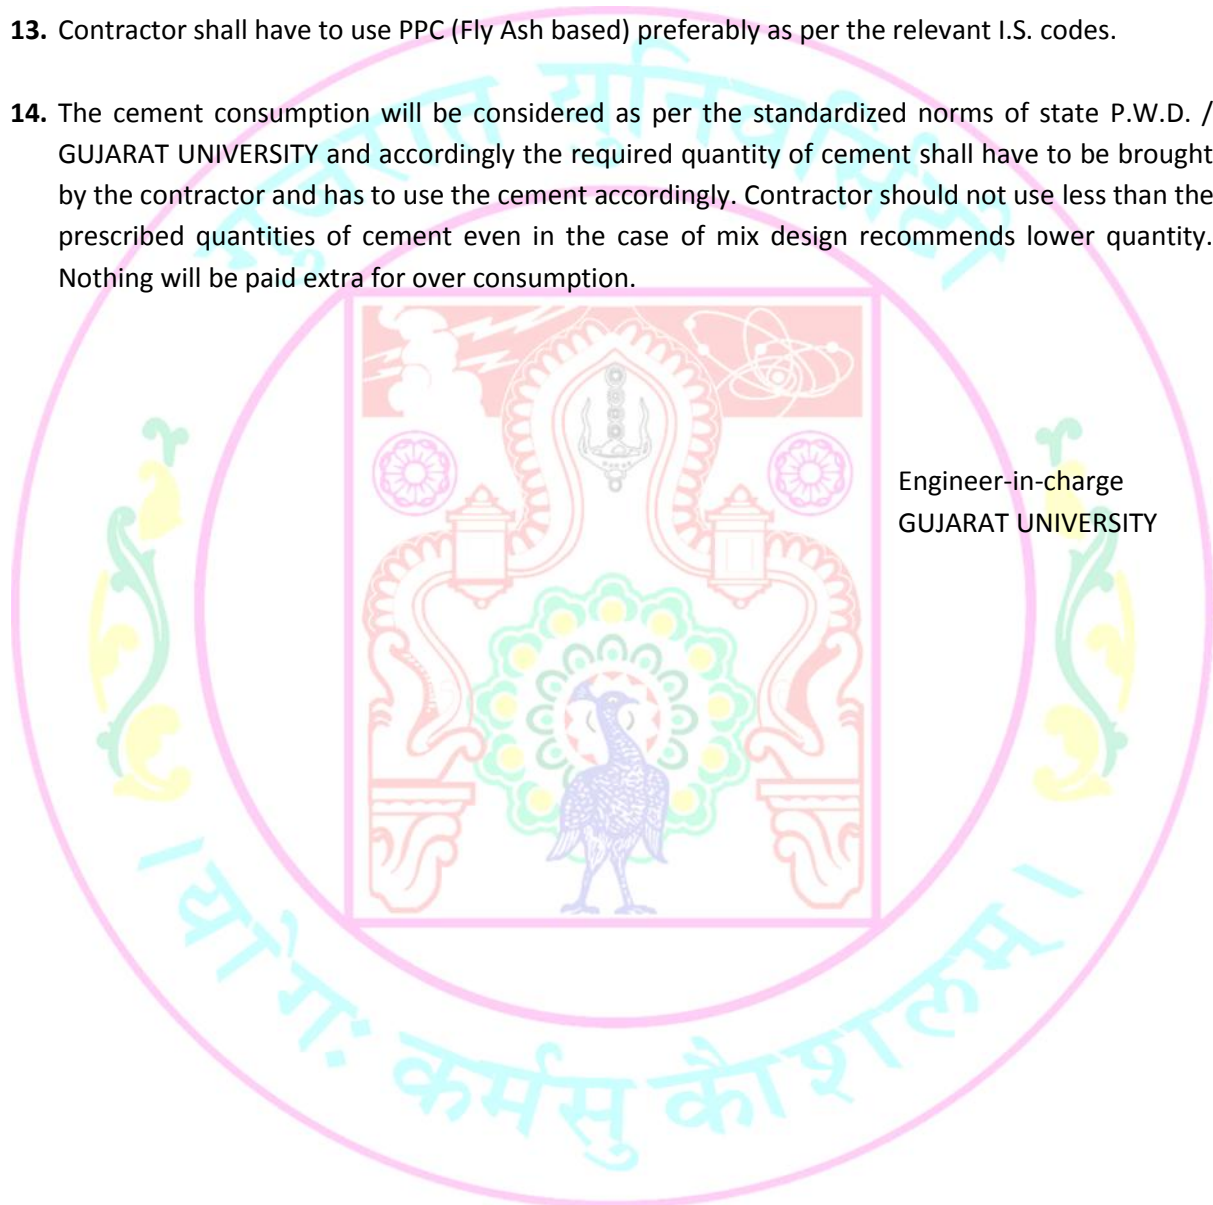 13. Contractor shall have to use PPC (Fly Ash based) preferably as per the relevant I.S. codes.
14. The cement consumption will be considered as per the standardized norms of state P.W.D. /
GUJARAT UNIVERSITY and accordingly the required quantity of cement shall have to be brought
by the contractor and has to use the cement accordingly. Contractor should not use less than the
prescribed quantities of cement even in the case of mix design recommends lower quantity.
Nothing will be paid extra for over consumption.
Engineer-in-charge
GUJARAT UNIVERSITY
गुजरात युनिवर्सिटी
। योगः कर्मसु कौशलम् ।